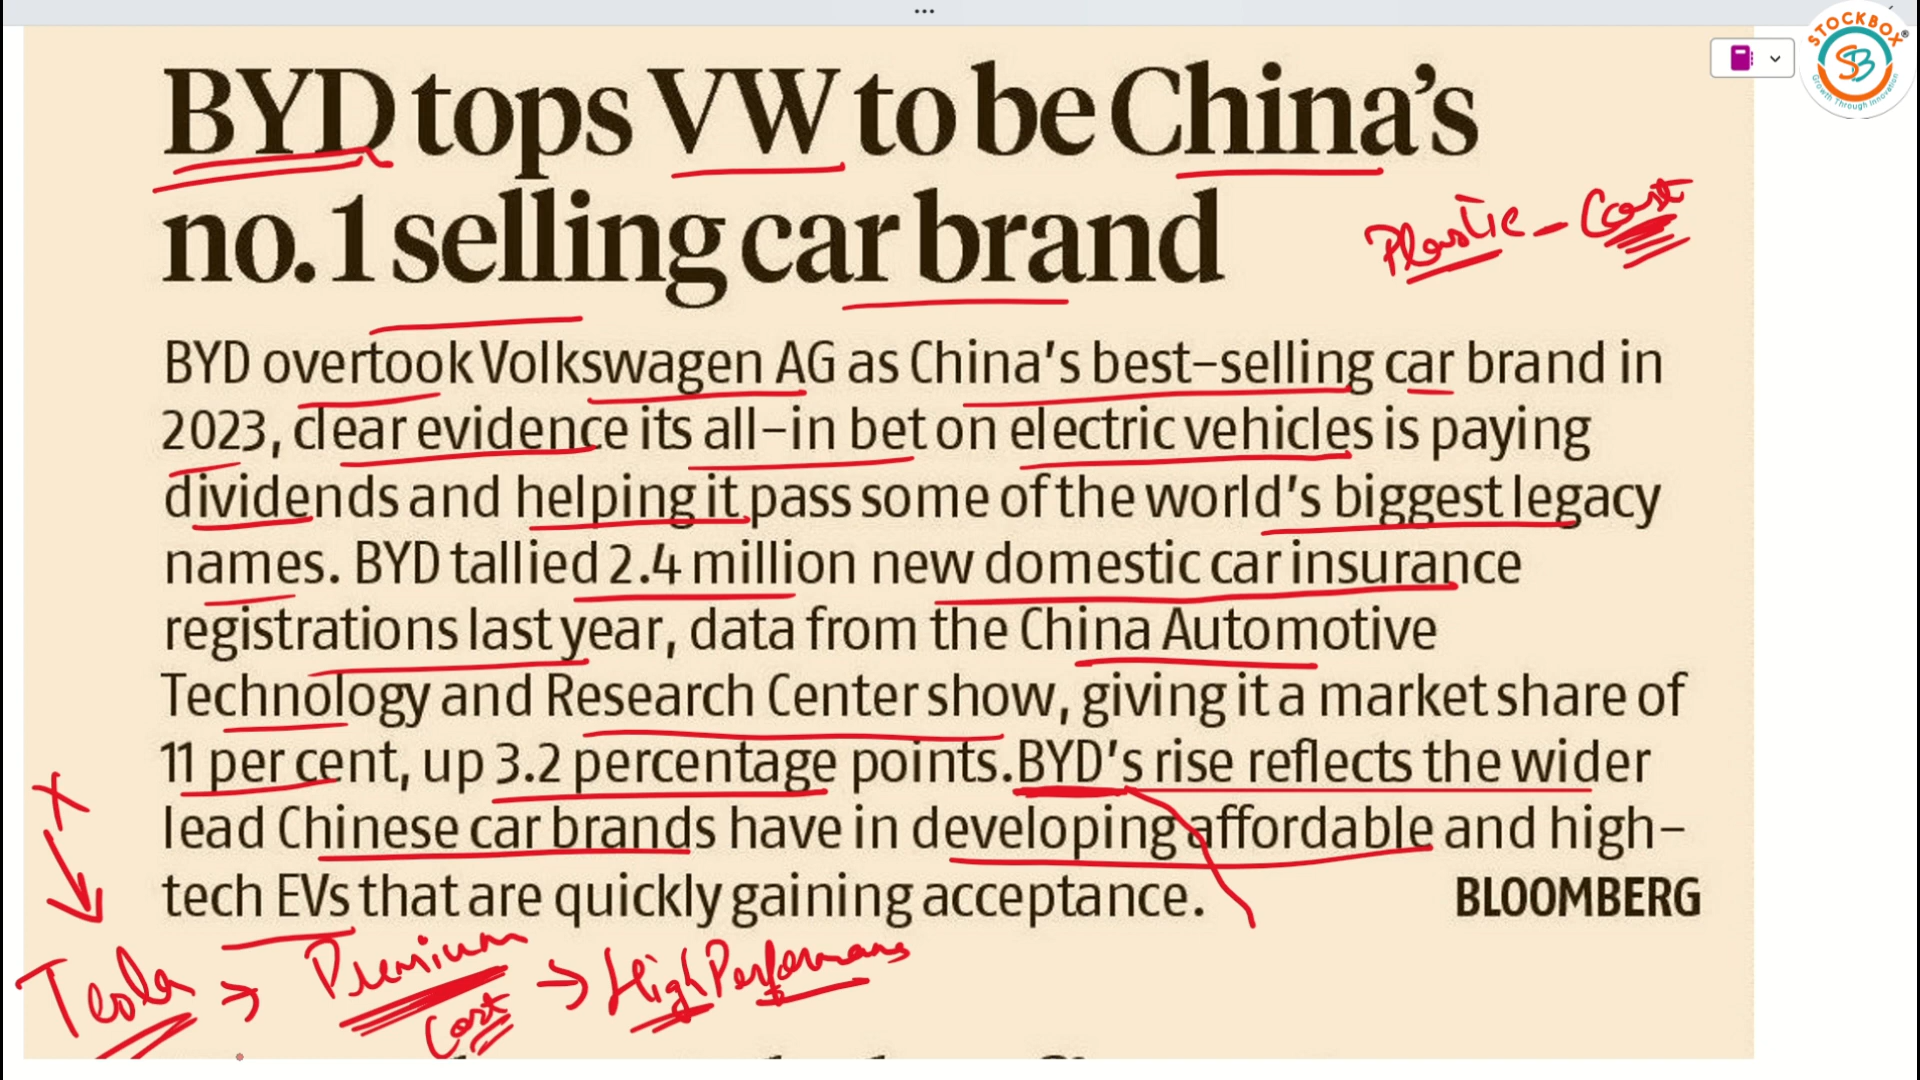 ...
STOCKBOX®
SB
Growth Through Innovation
BYD tops VW to be China's
no.1 selling car brand
Plastic - Cost
BYD overtook Volkswagen AG as China's best-selling car brand in
2023, clear evidence its all-in bet on electric vehicles is paying
dividends and helping it pass some of the world's biggest legacy
names. BYD tallied 2.4 million new domestic car insurance
registrations last year, data from the China Automotive
Technology and Research Center show, giving it a market share of
11 per cent, up 3.2 percentage points. BYD's rise reflects the wider
lead Chinese car brands have in developing affordable and high-
tech EVs that are quickly gaining acceptance.
BLOOMBERG
Tesla → Premium → High Performans
Cost